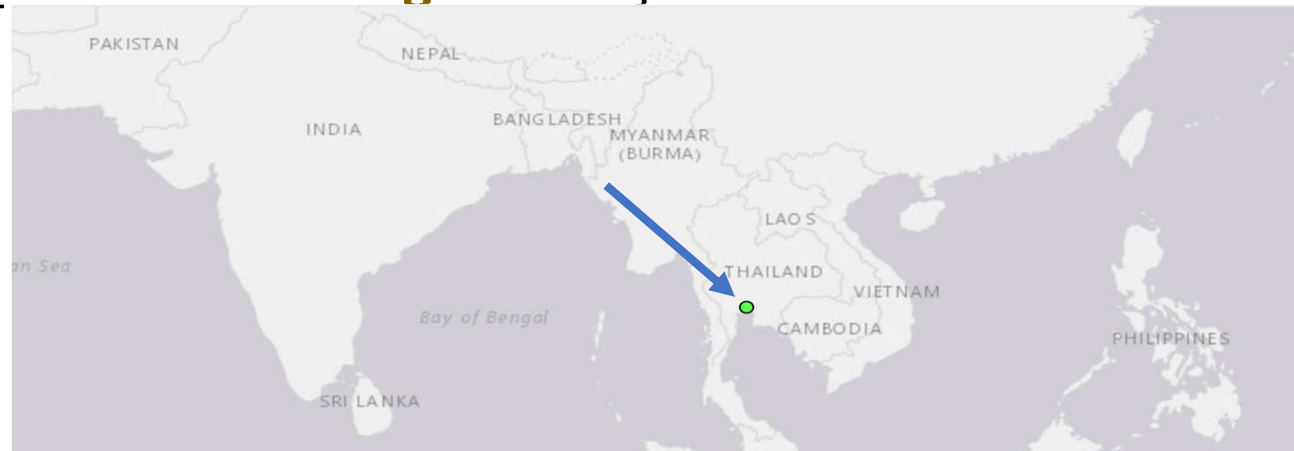 PAKISTAN
NEPAL
BANGLADESH
INDIA
MYANMAR
(BURMA)
LAOS
an Sea
THAILAND
VIETNAM
Bay of Bengal
CAMBODIA
PHILIPPINES
SRI LANKA